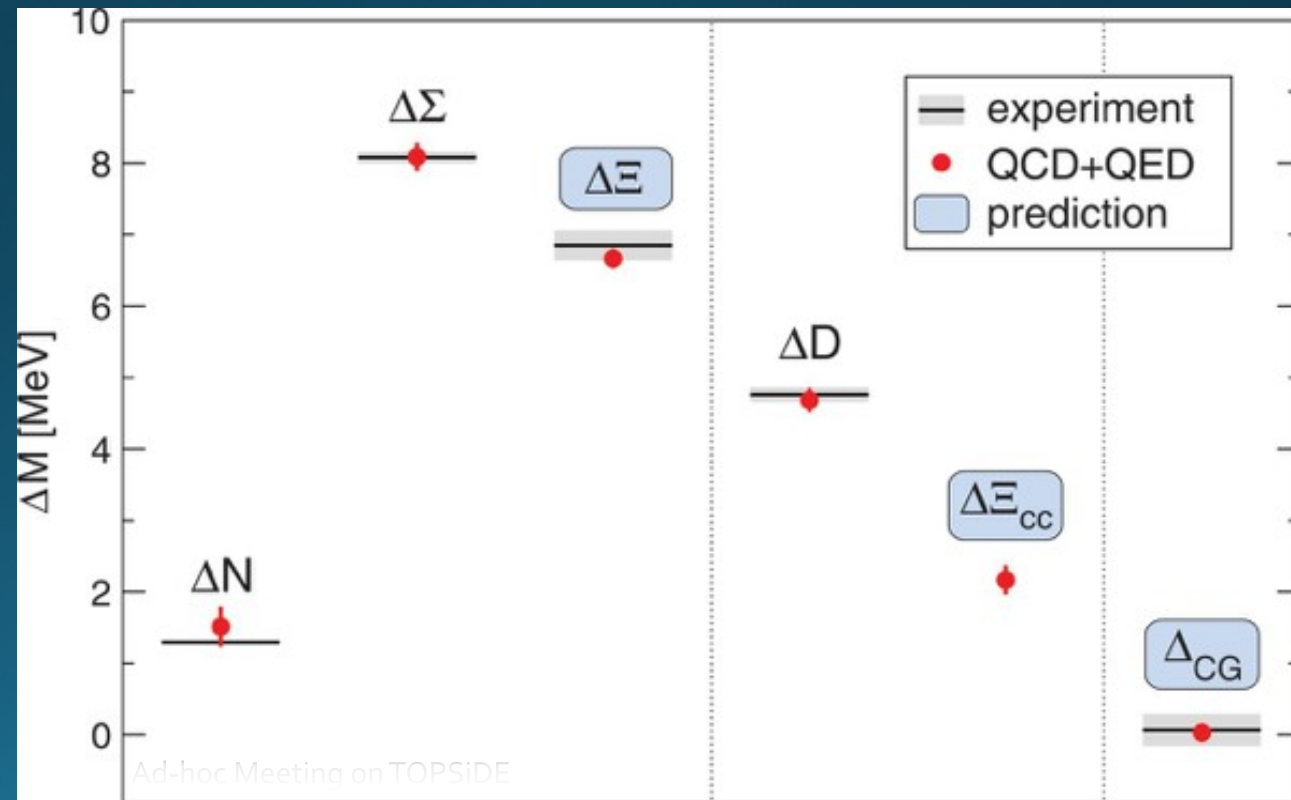 10
8
6
4
2
0
ΔM [MeV]
ΔN
ΔΣ
ΔΞ
ΔD
ΔΞcc
ΔCG
experiment
QCD+QED
prediction
Ad-hoc Meeting on TOPSiDE